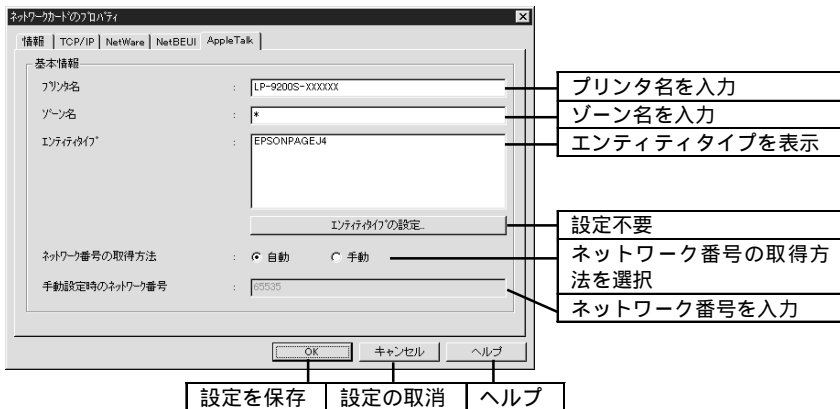 ネットワークカードのプロパティ
情報 TCP/IP NetWare NetBEUI AppleTalk
基本情報
プリンタ名 : LP-9200S-XXXXXX
プリンタ名を入力
ゾーン名 : *
ゾーン名を入力
エンティティタイプ : EPSONPAGEJ4
エンティティタイプを表示
エンティティタイプの設定...
設定不要
ネットワーク番号の取得方法 : 自動 手動
ネットワーク番号の取得方
法を選択
手動設定時のネットワーク番号 : 65535
ネットワーク番号を入力
OK キャンセル ヘルプ
設定を保存 設定の取消 ヘルプ